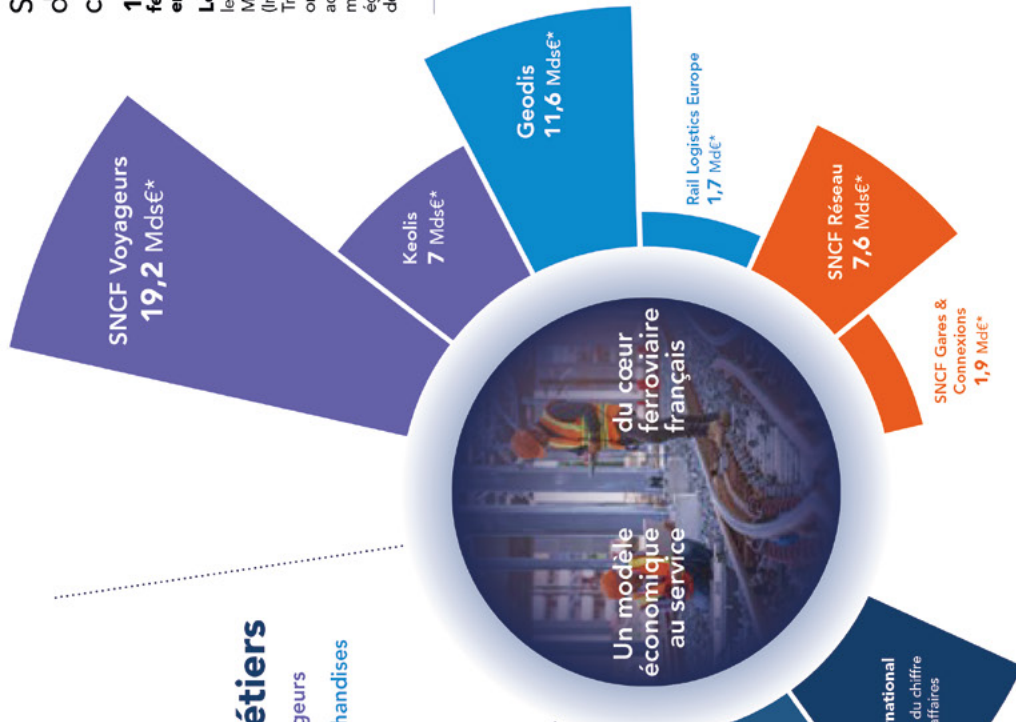 étiers
geurs
handises
SNCF Voyageurs
19,2 Mds€*
Keolis
7 Mds€*
Geodis
11,6 Mds€*
Rail Logistics Europe
1,7 Md€*
SNCF Réseau
7,6 Mds€*
SNCF Gares &
Connexions
1,9 Md€*
Un modèle
économique
au service
du cœur
ferroviaire
français
national
du chiffre
affaires